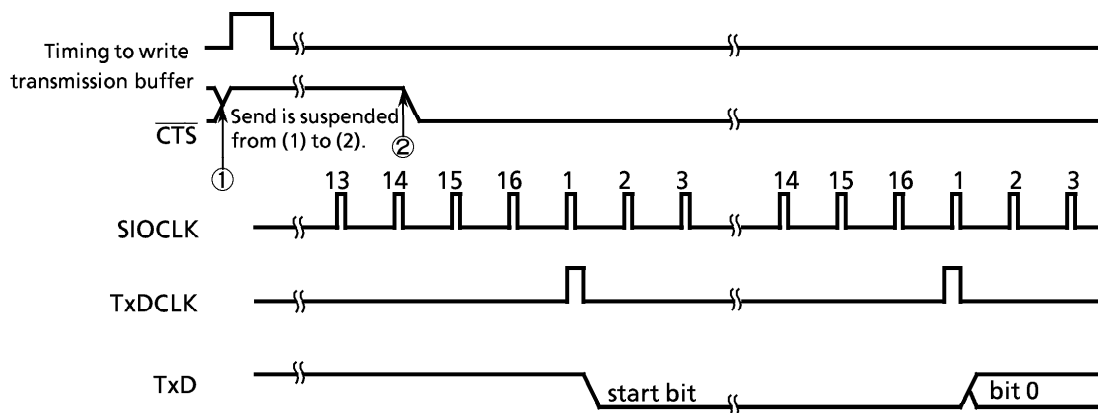 Timing to write
transmission buffer
CTS
Send is suspended
from (1) to (2).
①
②
13 14 15 16 1 2 3 14 15 16 1 2 3
SIOCLK
TxDCLK
TxD
start bit
bit 0